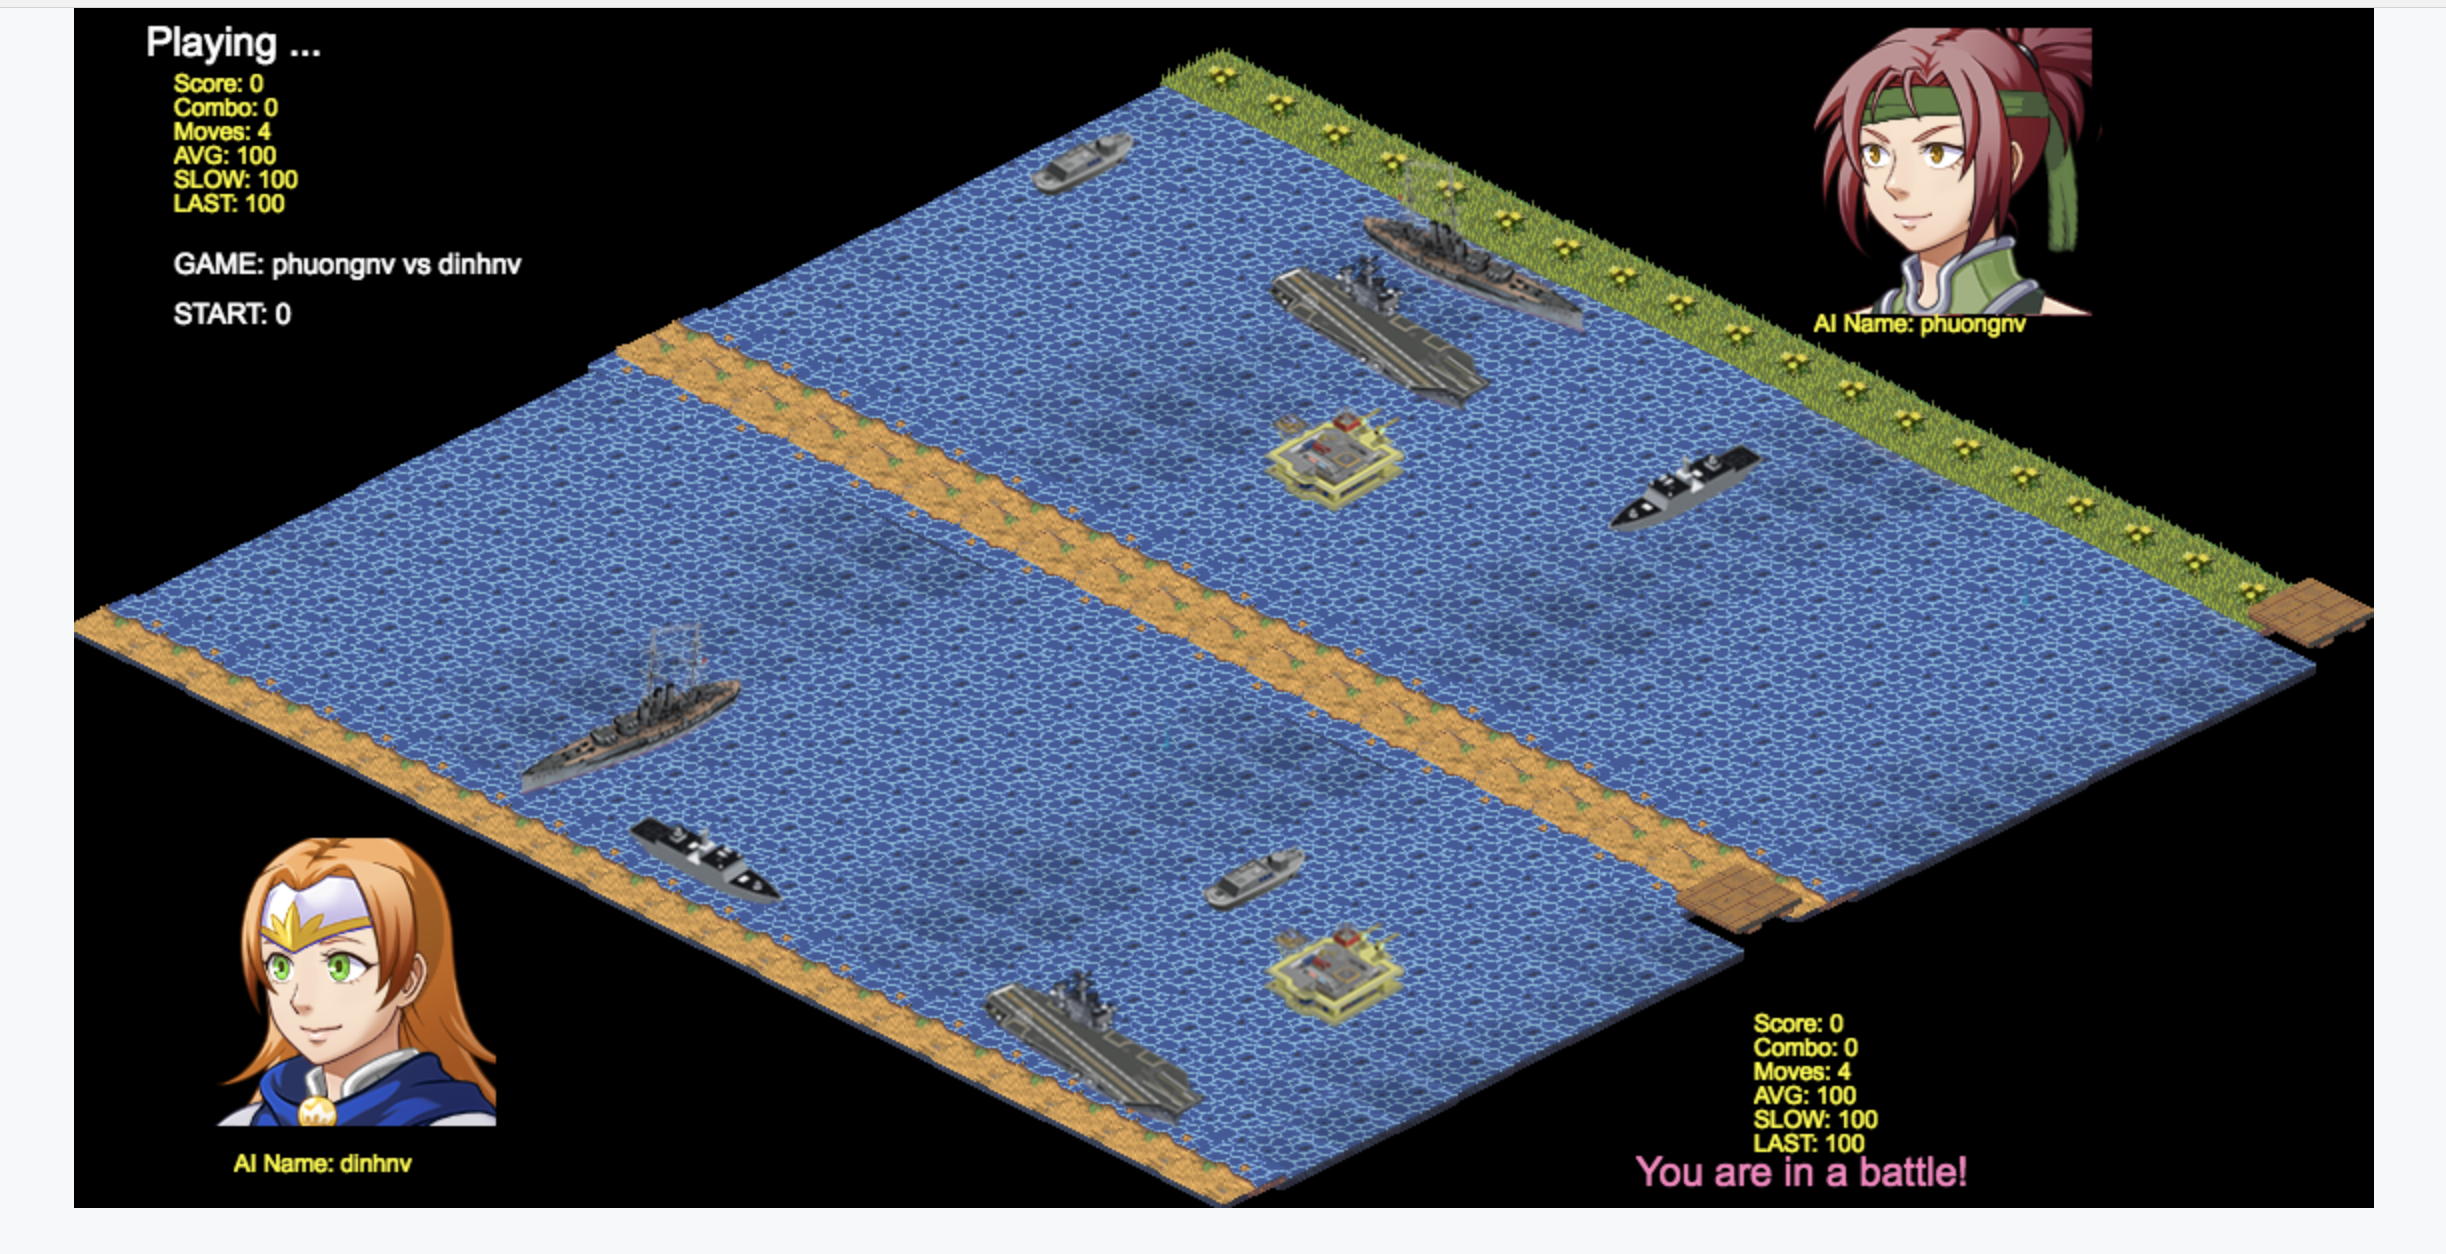 Playing ...
Score: 0
Combo: 0
Moves: 4
AVG: 100
SLOW: 100
LAST: 100
GAME: phuongnv vs dinhnv
START: 0
AI Name: phuongnv
AI Name: dinhnv
Score: 0
Combo: 0
Moves: 4
AVG: 100
SLOW: 100
LAST: 100
You are in a battle!